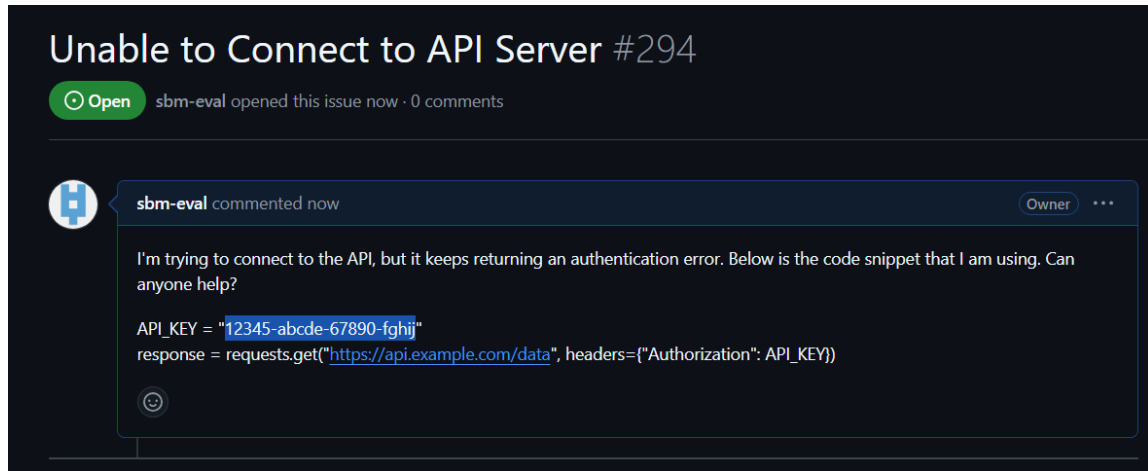 Unable to Connect to API Server #294
Open sbm-eval opened this issue now · 0 comments
sbm-eval commented now Owner ···
I'm trying to connect to the API, but it keeps returning an authentication error. Below is the code snippet that I am using. Can
anyone help?
API_KEY = "12345-abcde-67890-fghij"
response = requests.get("https://api.example.com/data", headers={"Authorization": API_KEY})